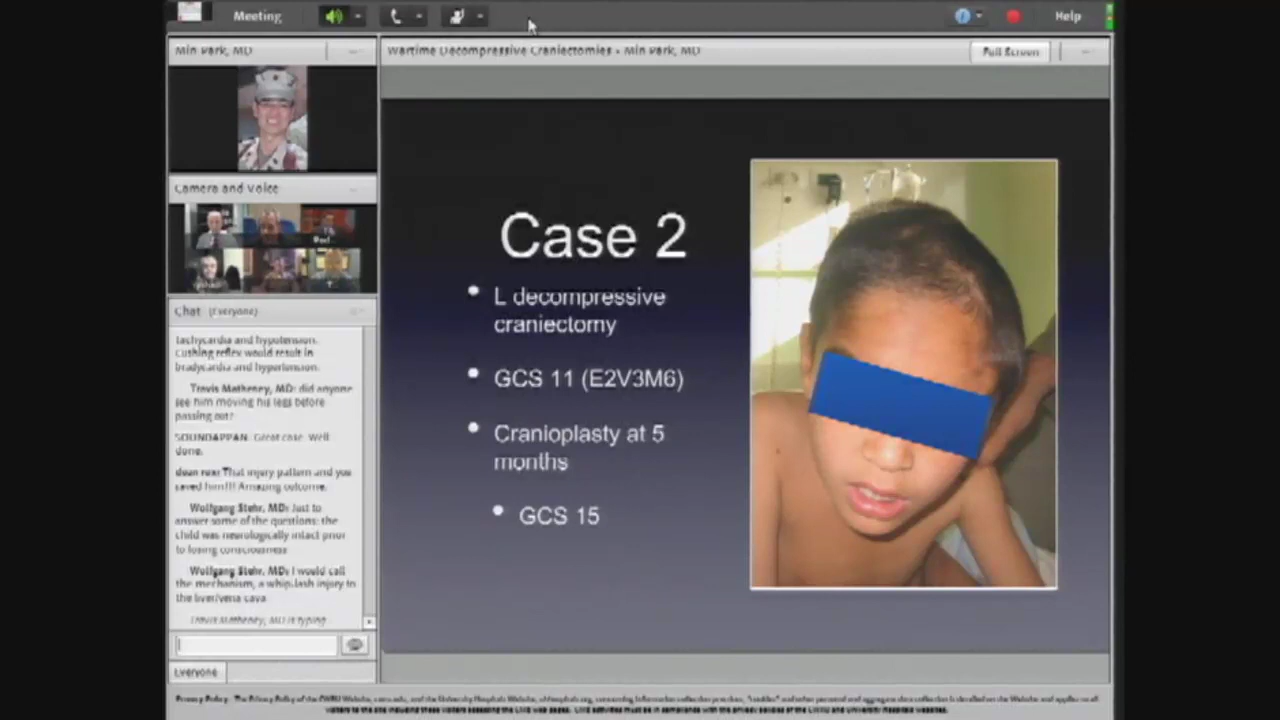 Meeting
Help
Min Park, MD
Wartime Decompressive Craniectomies - Min Park, MD
Full Screen
Camera and Voice
Chat (Everyone)
tachycardia and hypotension.
Cushing reflex would result in
bradycardia and hypertension.
Travis Matheney, MD: did anyone
see him moving his legs before
passing out?
SOUNDAPPAN: Great case. Well
done.
That injury pattern and you
saved him!!! Amazing outcome.
Wolfgang Stehr, MD: Just to
answer some of the questions: the
child was neurologically intact prior
to losing consciousness
Wolfgang Stehr, MD: I would call
the mechanism, a whip-lash injury to
the liver/vena cava
Travis Matheney, MD is typing
Everyone
Case 2
L decompressive
craniectomy
GCS 11 (E2V3M6)
Cranioplasty at 5
months
GCS 15